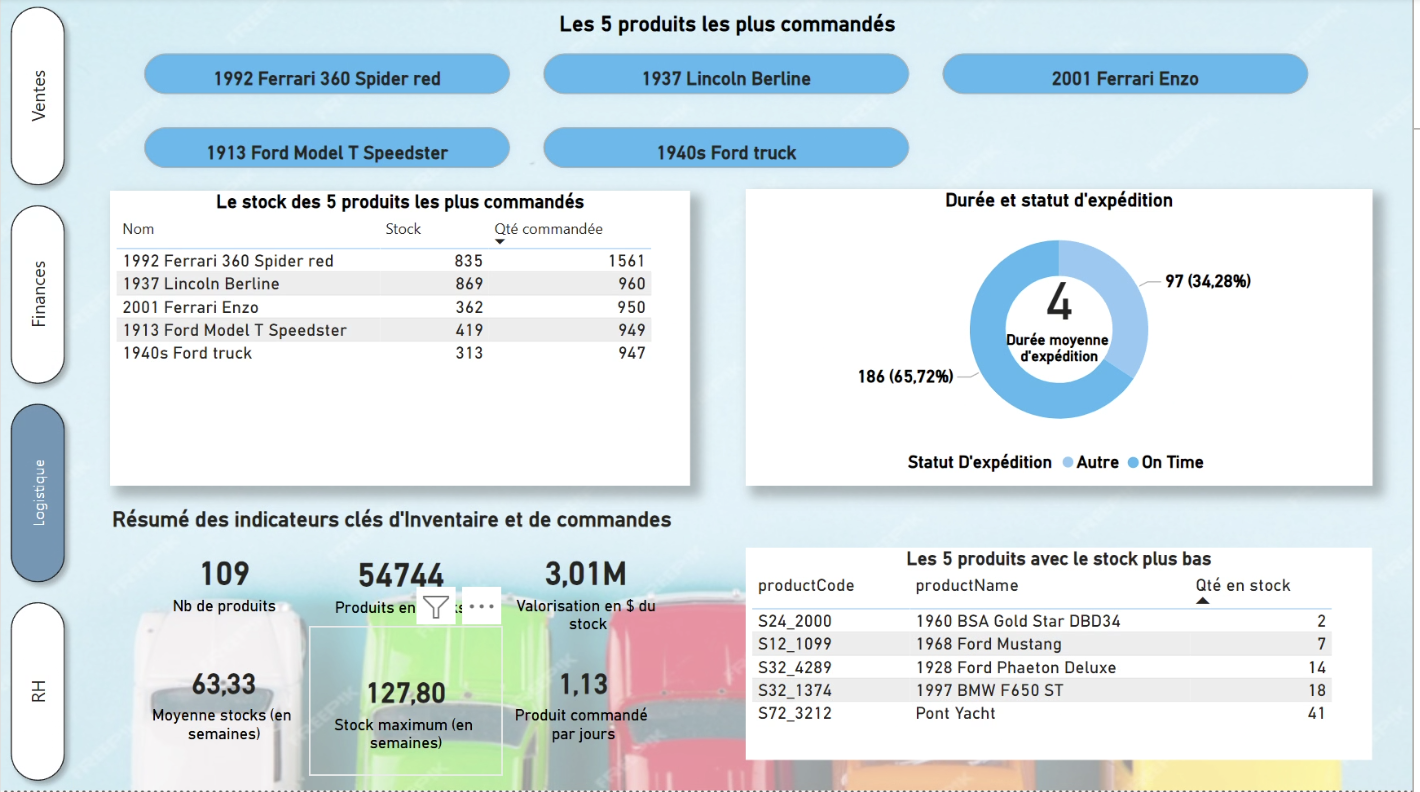 Les 5 produits les plus commandés
Ventes
Finances
Logistique
RH
1992 Ferrari 360 Spider red
1937 Lincoln Berline
2001 Ferrari Enzo
1913 Ford Model T Speedster
1940s Ford truck
Le stock des 5 produits les plus commandés
Nom Stock Qté commandée
1992 Ferrari 360 Spider red 835 1561
1937 Lincoln Berline 869 960
2001 Ferrari Enzo 362 950
1913 Ford Model T Speedster 419 949
1940s Ford truck 313 947
Durée et statut d'expédition
97 (34,28%)
4
Durée moyenne
d'expédition
186 (65,72%)
Statut D'expédition Autre On Time
Résumé des indicateurs clés d'Inventaire et de commandes
109
Nb de produits
54744
Produits en
3,01M
Valorisation en $ du
stock
63,33
Moyenne stocks (en
semaines)
127,80
Stock maximum (en
semaines)
1,13
Produit commandé
par jours
Les 5 produits avec le stock plus bas
productCode productName Qté en stock
S24_2000 1960 BSA Gold Star DBD34 2
S12_1099 1968 Ford Mustang 7
S32_4289 1928 Ford Phaeton Deluxe 14
S32_1374 1997 BMW F650 ST 18
S72_3212 Pont Yacht 41